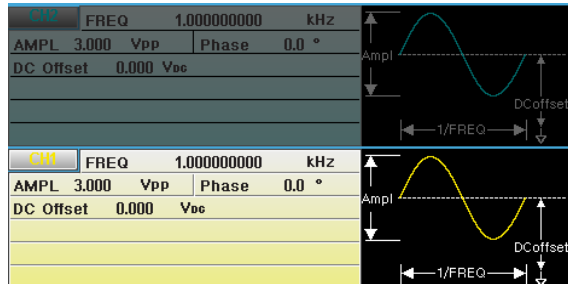 CH2 FREQ 1.000000000 kHz
AMPL 3.000 Vpp Phase 0.0 °
DC Offset 0.000 VDC
Ampl
DCoffset
1/FREQ
CH1 FREQ 1.000000000 kHz
AMPL 3.000 Vpp Phase 0.0 °
DC Offset 0.000 VDC
Ampl
DCoffset
1/FREQ